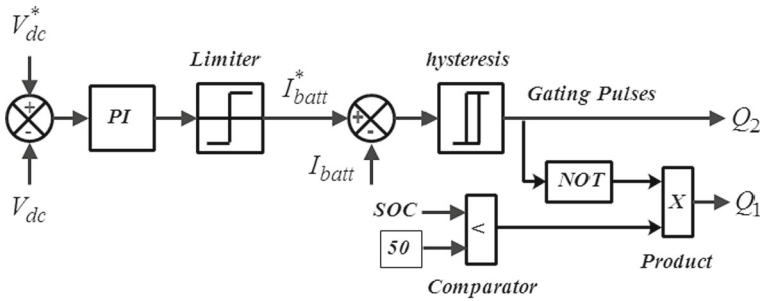 V*dc
Limiter
hysteresis
+
-
PI
I*batt
+
-
Gating Pulses
Q2
Vdc
Ibatt
NOT
X
Q1
SOC
50
<
Comparator
Product